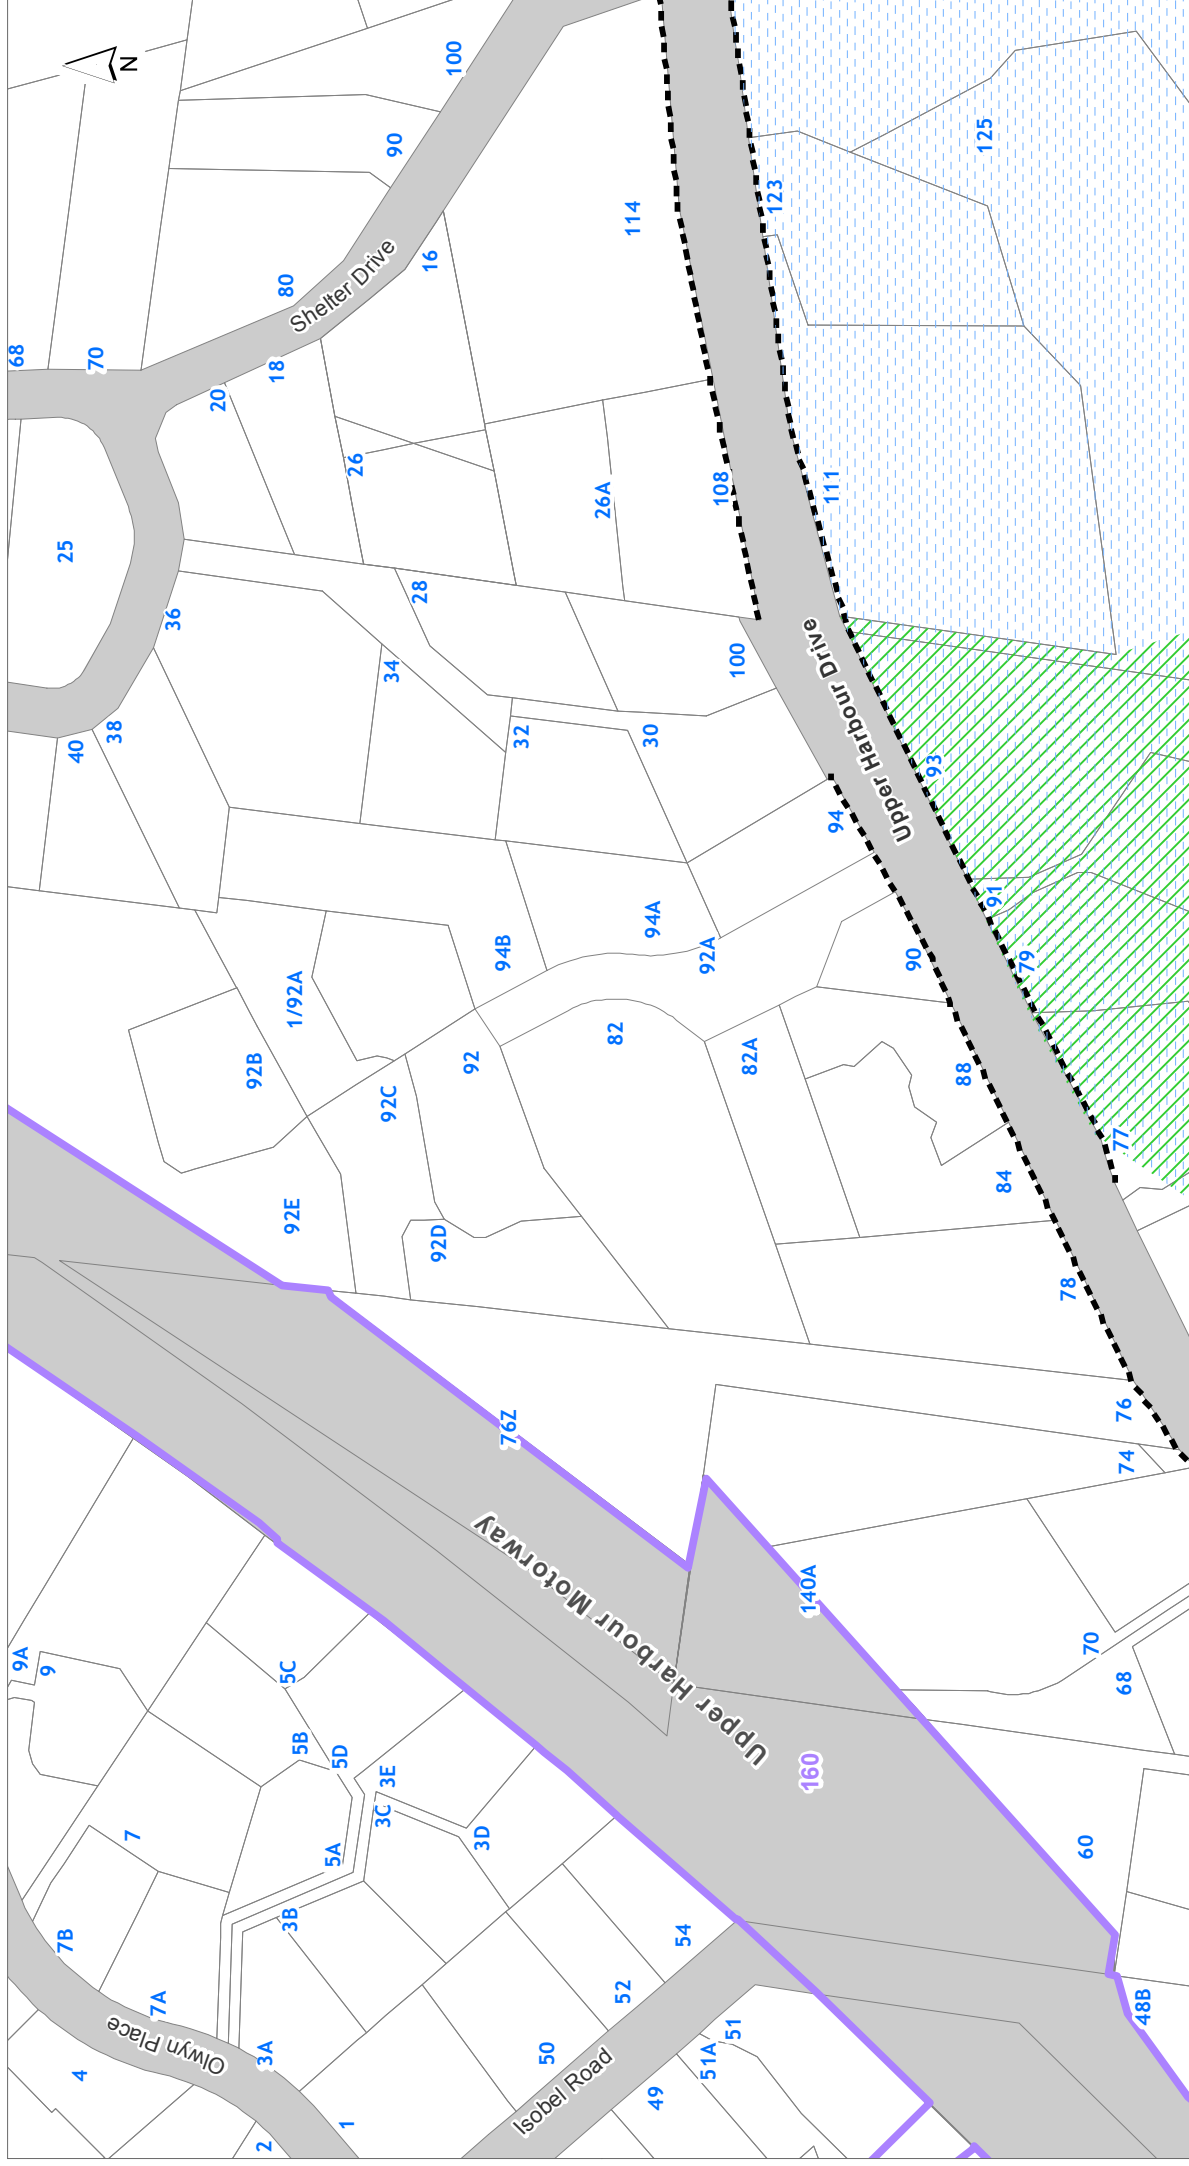 N
68
70
25
20
18
80
Shelter Drive
90
100
16
114
36
38
40
26
26A
28
34
32
30
108
100
111
123
125
Upper Harbour Drive
94
93
91
79
77
94B
94A
92A
1/92A
92B
92C
92
82
82A
90
88
84
78
76
74
92E
92D
76Z
Upper Harbour Motorway
140A
160
70
68
60
48B
9A
9
5C
5B
5D
3E
3C
3D
5A
3B
7
7B
7A
Olwyn Place
3A
4
2
1
54
52
50
Isobel Road
51
51A
49